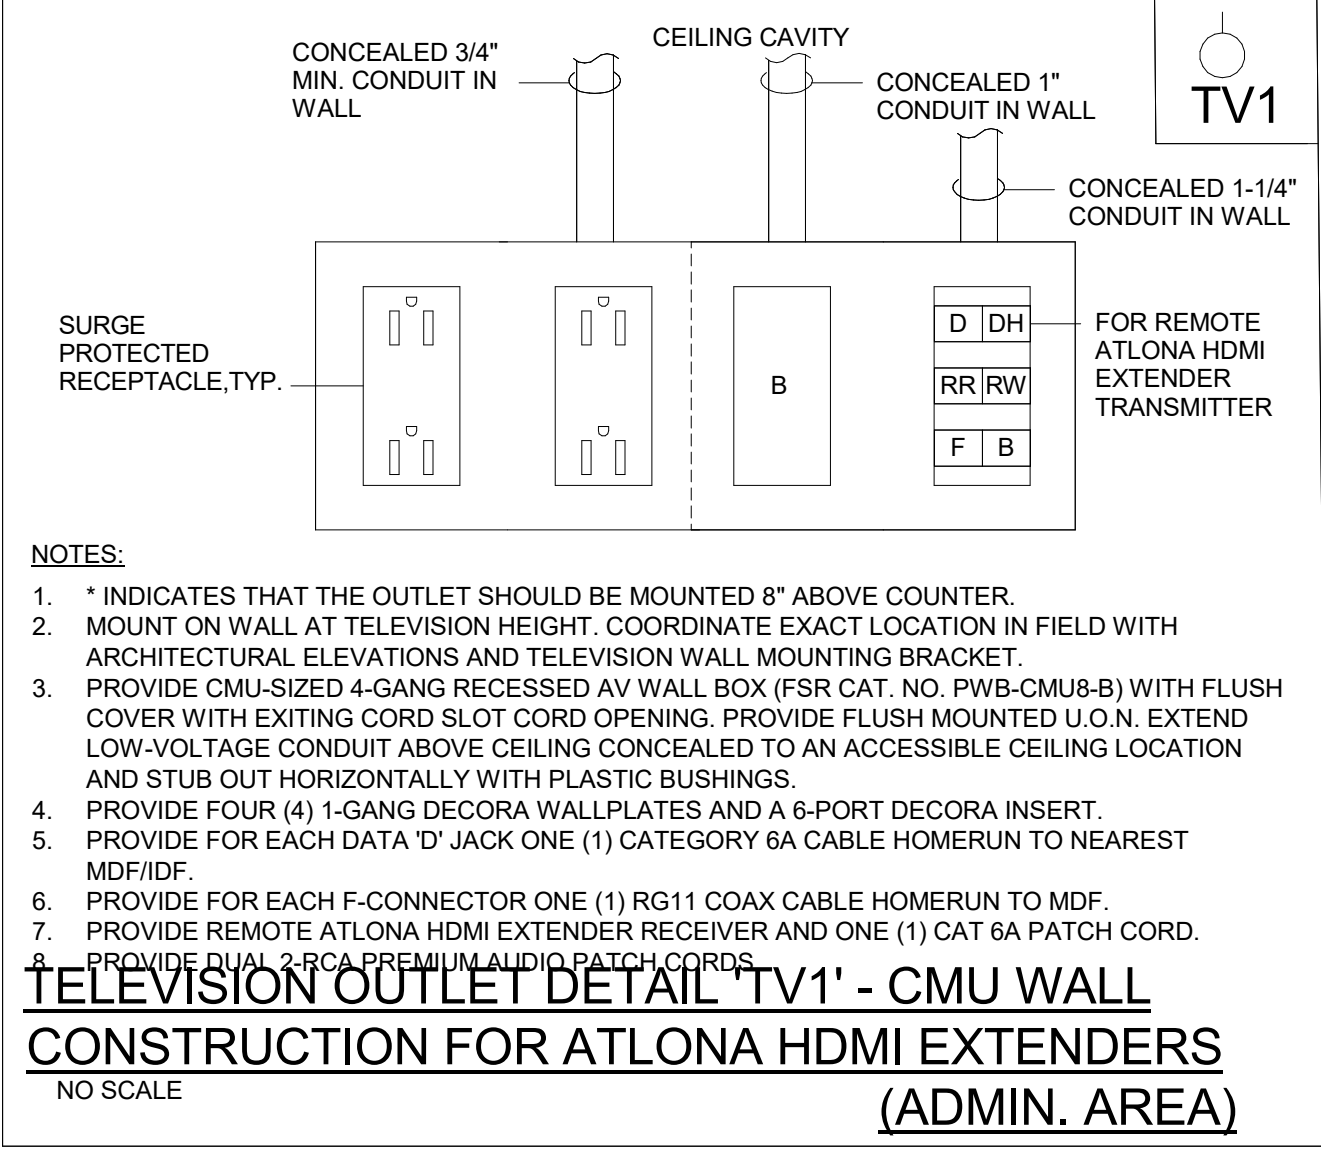 CONCEALED 3/4"
MIN. CONDUIT IN
WALL
CEILING CAVITY
CONCEALED 1"
CONDUIT IN WALL
TV1
CONCEALED 1-1/4"
CONDUIT IN WALL
SURGE
PROTECTED
RECEPTACLE,TYP.
B
D DH
RR RW
F B
FOR REMOTE
ATLONA HDMI
EXTENDER
TRANSMITTER
NOTES:
1. * INDICATES THAT THE OUTLET SHOULD BE MOUNTED 8" ABOVE COUNTER.
2. MOUNT ON WALL AT TELEVISION HEIGHT. COORDINATE EXACT LOCATION IN FIELD WITH
ARCHITECTURAL ELEVATIONS AND TELEVISION WALL MOUNTING BRACKET.
3. PROVIDE CMU-SIZED 4-GANG RECESSED AV WALL BOX (FSR CAT. NO. PWB-CMU8-B) WITH FLUSH
COVER WITH EXITING CORD SLOT CORD OPENING. PROVIDE FLUSH MOUNTED U.O.N. EXTEND
LOW-VOLTAGE CONDUIT ABOVE CEILING CONCEALED TO AN ACCESSIBLE CEILING LOCATION
AND STUB OUT HORIZONTALLY WITH PLASTIC BUSHINGS.
4. PROVIDE FOUR (4) 1-GANG DECORA WALLPLATES AND A 6-PORT DECORA INSERT.
5. PROVIDE FOR EACH DATA 'D' JACK ONE (1) CATEGORY 6A CABLE HOMERUN TO NEAREST
MDF/IDF.
6. PROVIDE FOR EACH F-CONNECTOR ONE (1) RG11 COAX CABLE HOMERUN TO MDF.
7. PROVIDE REMOTE ATLONA HDMI EXTENDER RECEIVER AND ONE (1) CAT 6A PATCH CORD.
8. PROVIDE DUAL 2-RCA PREMIUM AUDIO PATCH CORDS.
TELEVISION OUTLET DETAIL 'TV1' - CMU WALL
CONSTRUCTION FOR ATLONA HDMI EXTENDERS
(ADMIN. AREA)
NO SCALE